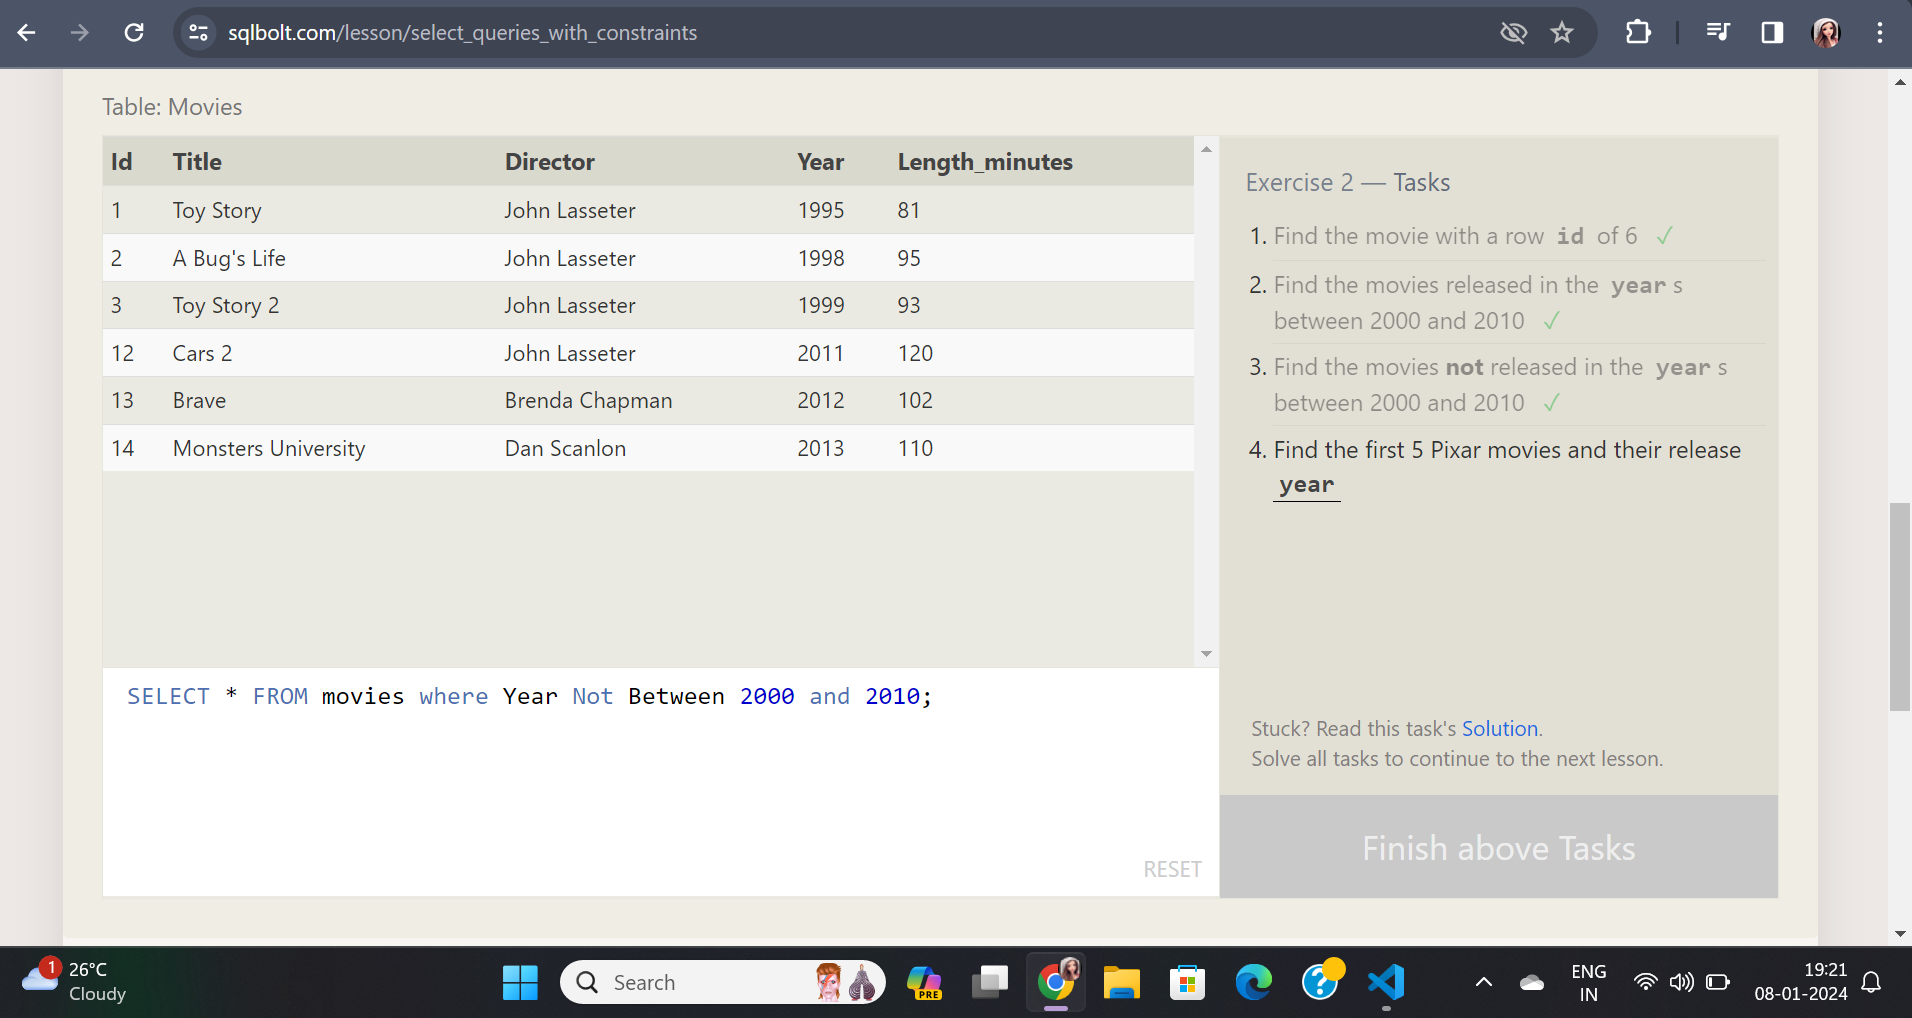 sqlbolt.com/lesson/select_queries_with_constraints
Table: Movies
Id Title Director Year Length_minutes
1 Toy Story John Lasseter 1995 81
2 A Bug's Life John Lasseter 1998 95
3 Toy Story 2 John Lasseter 1999 93
12 Cars 2 John Lasseter 2011 120
13 Brave Brenda Chapman 2012 102
14 Monsters University Dan Scanlon 2013 110
SELECT * FROM movies where Year Not Between 2000 and 2010;
RESET
Exercise 2 — Tasks
1. Find the movie with a row id of 6 ✓
2. Find the movies released in the year s
between 2000 and 2010 ✓
3. Find the movies not released in the year s
between 2000 and 2010 ✓
4. Find the first 5 Pixar movies and their release
year
Stuck? Read this task's Solution.
Solve all tasks to continue to the next lesson.
Finish above Tasks
1
26°C
Cloudy
Search
PRE
ENG
IN
19:21
08-01-2024